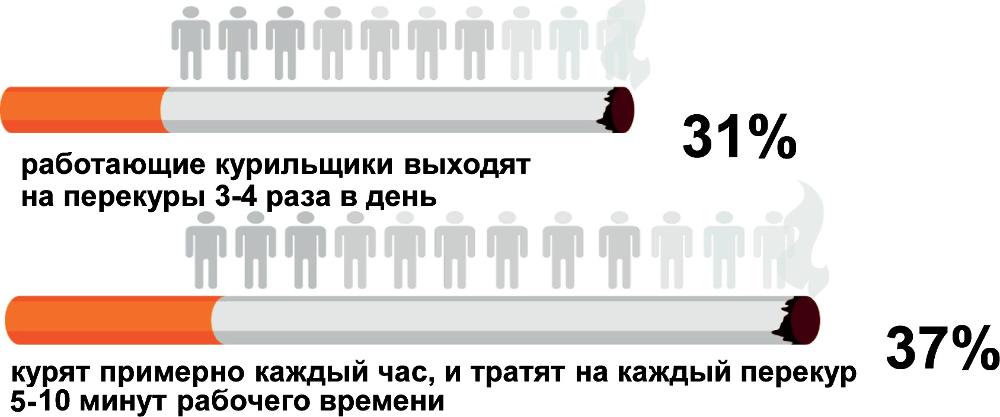 31%
работающие курильщики выходят
на перекуры 3-4 раза в день
37%
курят примерно каждый час, и тратят на каждый перекур
5-10 минут рабочего времени